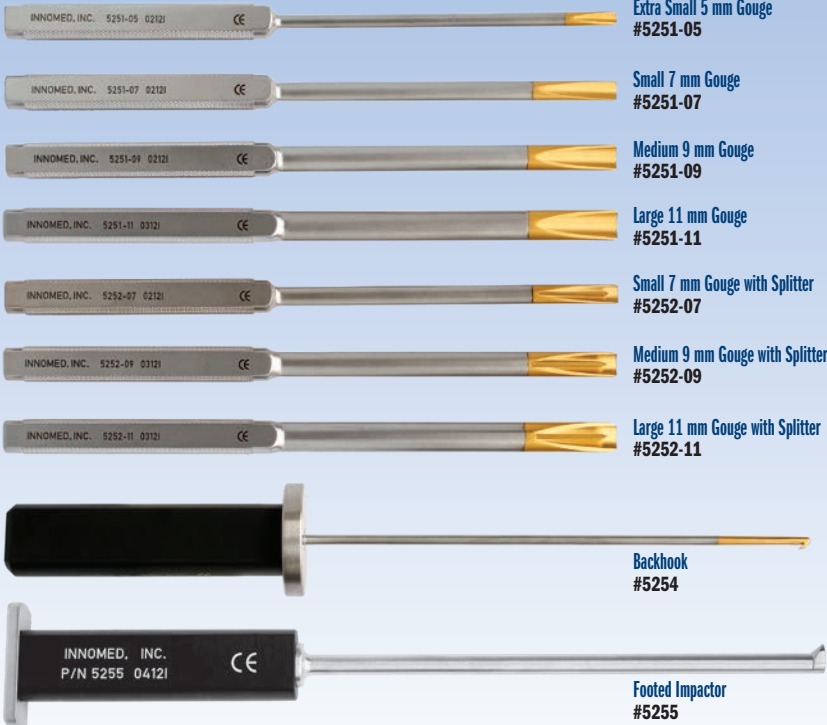 INNOMED, INC. 5251-05 0212I CE
Extra Small 5 mm Gouge
#5251-05
INNOMED, INC. 5251-07 0212I CE
Small 7 mm Gouge
#5251-07
INNOMED, INC. 5251-09 0212I CE
Medium 9 mm Gouge
#5251-09
INNOMED, INC. 5251-11 0312I CE
Large 11 mm Gouge
#5251-11
INNOMED, INC. 5252-07 0212I CE
Small 7 mm Gouge with Splitter
#5252-07
INNOMED, INC. 5252-09 0312I CE
Medium 9 mm Gouge with Splitter
#5252-09
INNOMED, INC. 5252-11 0312I CE
Large 11 mm Gouge with Splitter
#5252-11
Backhook
#5254
INNOMED, INC.
P/N 5255 0412I CE
Footed Impactor
#5255